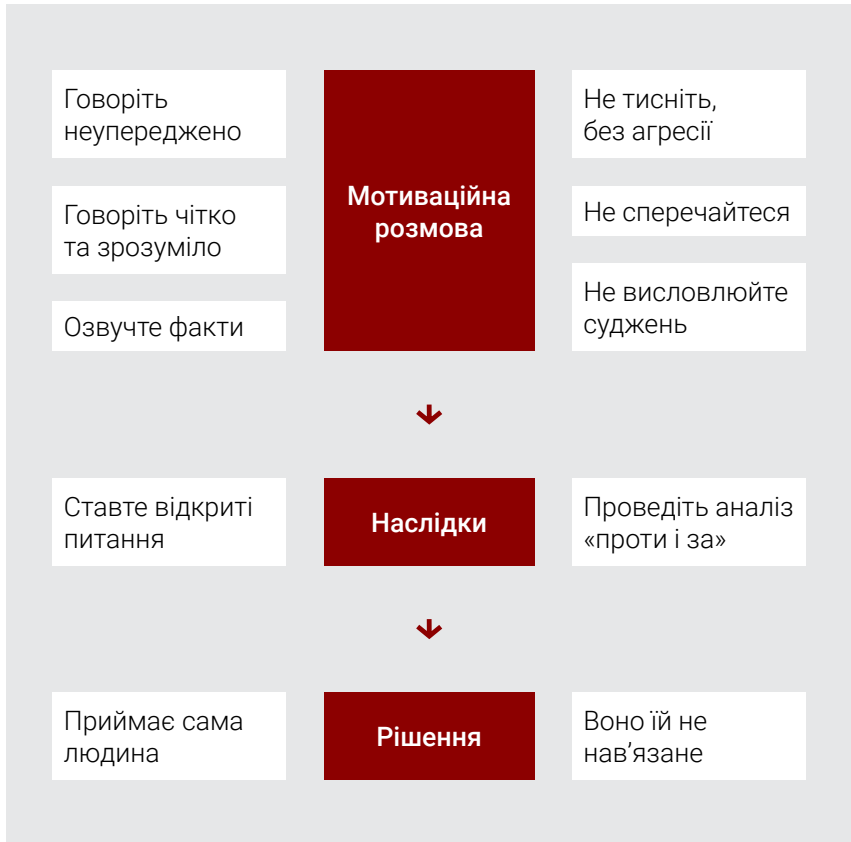 Говоріть
неупереджено
Говоріть чітко
та зрозуміло
Озвучте факти
Мотиваційна
розмова
Не тисніть,
без агресії
Не сперечайтеся
Не висловлюйте
суджень
Ставте відкриті
питання
Наслідки
Проведіть аналіз
«проти і за»
Приймає сама
людина
Рішення
Воно їй не
нав’язане